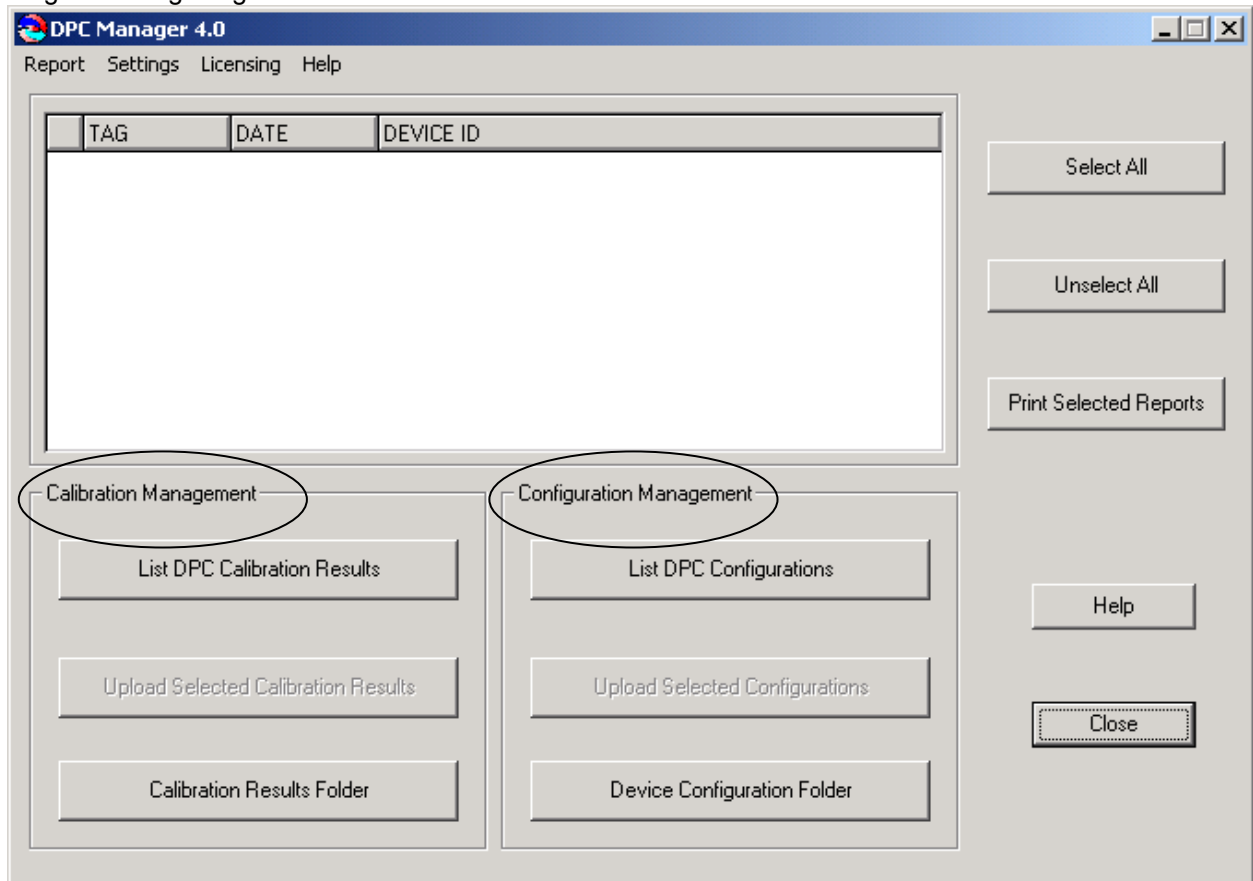 DPC Manager 4.0
Report Settings Licensing Help
TAG DATE DEVICE ID
Select All
Unselect All
Print Selected Reports
Calibration Management
List DPC Calibration Results
Upload Selected Calibration Results
Calibration Results Folder
Configuration Management
List DPC Configurations
Upload Selected Configurations
Device Configuration Folder
Help
Close